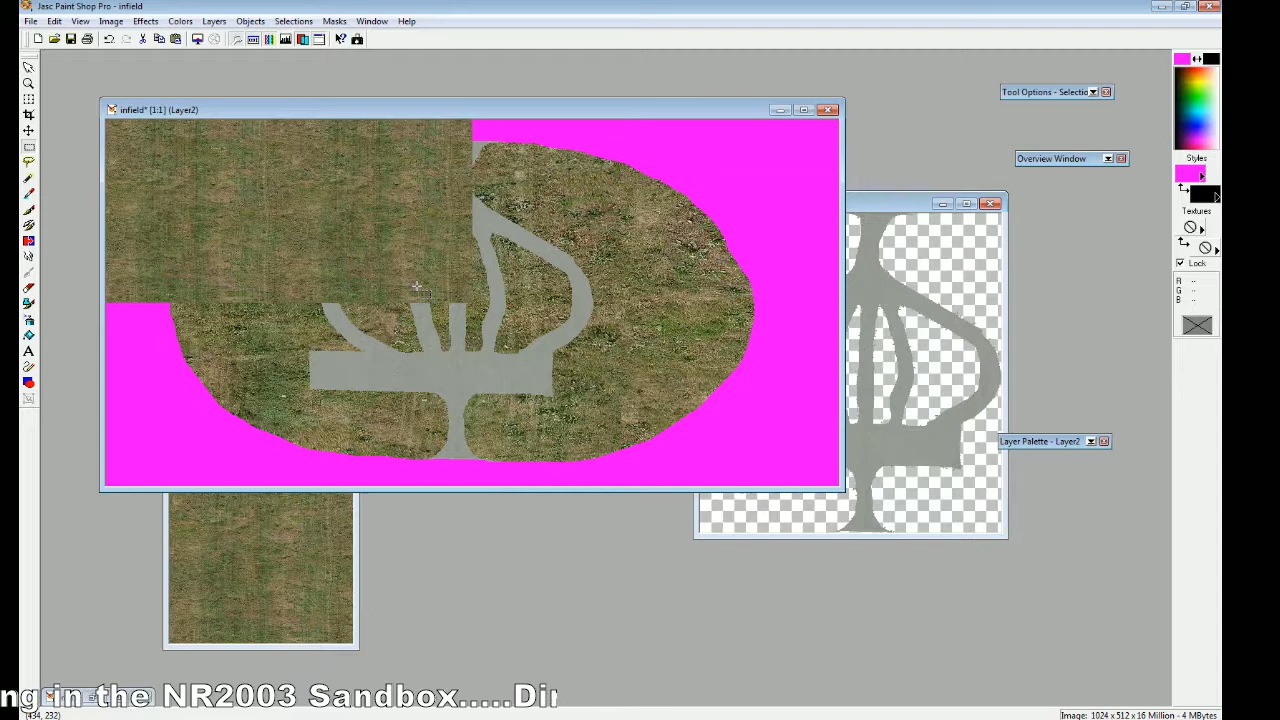 Jasc Paint Shop Pro - infield
File Edit View Image Effects Colors Layers Objects Selections Masks Window Help
Tool Options - Selectio
infield* [1:1] (Layer2)
Overview Window
Styles
Textures
Lock
R --
G --
B --
Layer Palette - Layer2
ng in the NR2003 Sandbox.....Dir
(434, 232)
Image: 1024 x 512 x 16 Million - 4 MBytes